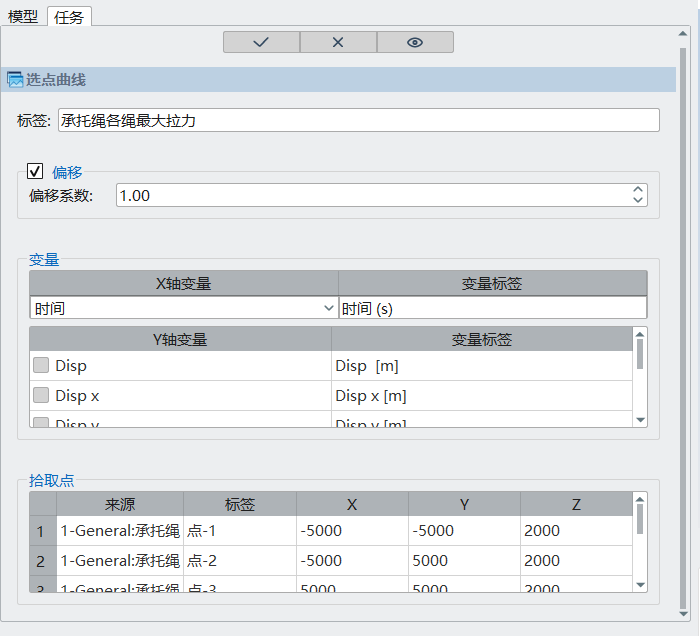 模型 任务
选点曲线
标签: 承托绳各绳最大拉力
偏移
偏移系数: 1.00
变量
X轴变量 变量标签
时间 时间 (s)
Y轴变量 变量标签
Disp Disp  [m]
Disp x Disp x [m]
Disp y Disp y [m]
拾取点
来源 标签 X Y Z
1 1-General:承托绳 点-1 -5000 -5000 2000
2 1-General:承托绳 点-2 -5000 5000 2000
3 1-General:承托绳 点-3 5000 5000 2000